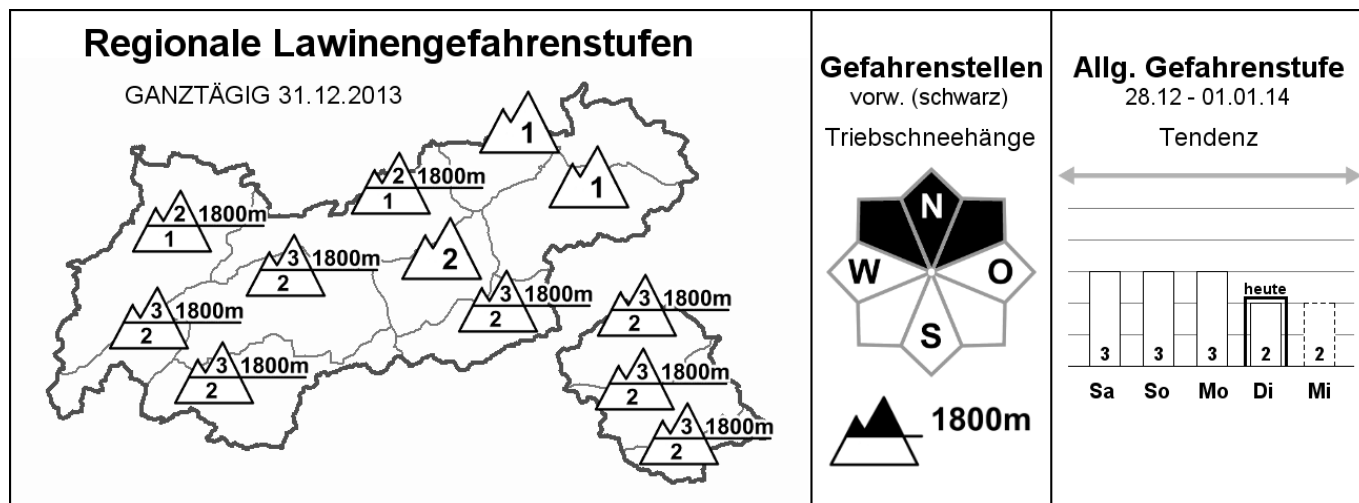 Regionale Lawinengefahrenstufen
GANZTÄGIG 31.12.2013
1
2 1800m
1
1
2 1800m
1
3 1800m
2
2
3 1800m
2
3 1800m
2
3 1800m
2
3 1800m
2
3 1800m
2
3 1800m
2
Gefahrenstellen
vorw. (schwarz)
Triebschneehänge
N
W O
S
1800m
Allg. Gefahrenstufe
28.12 - 01.01.14
Tendenz
heute
3 3 3 2 2
Sa So Mo Di Mi